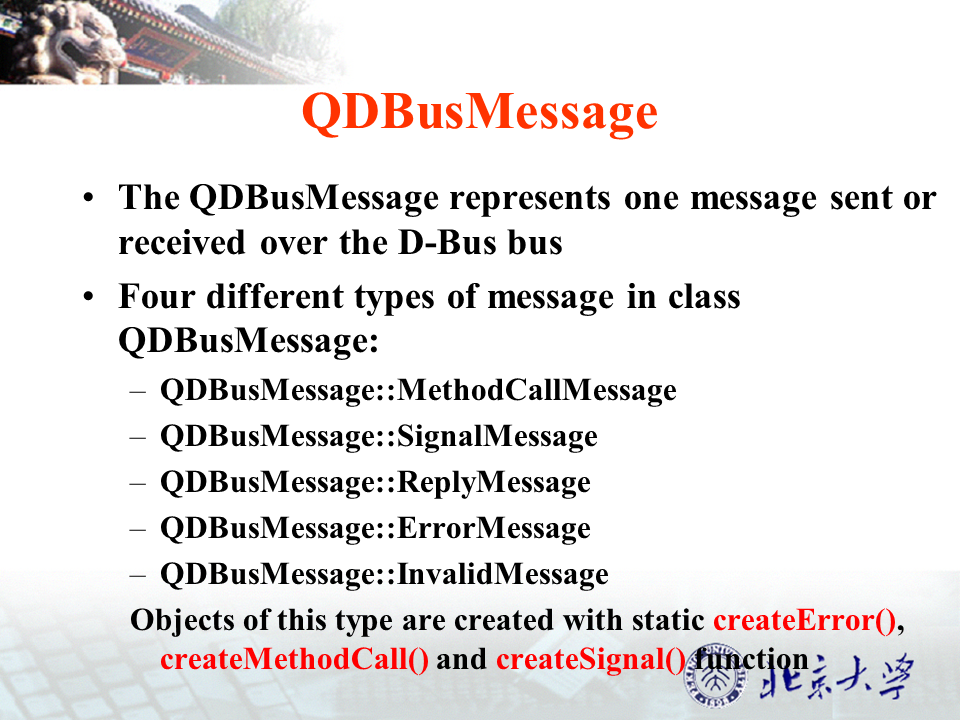 QDBusMessage
• The QDBusMessage represents one message sent or
received over the D-Bus bus
• Four different types of message in class
QDBusMessage:
– QDBusMessage::MethodCallMessage
– QDBusMessage::SignalMessage
– QDBusMessage::ReplyMessage
– QDBusMessage::ErrorMessage
– QDBusMessage::InvalidMessage
Objects of this type are created with static createError(),
createMethodCall() and createSignal() function
1898
北京大学